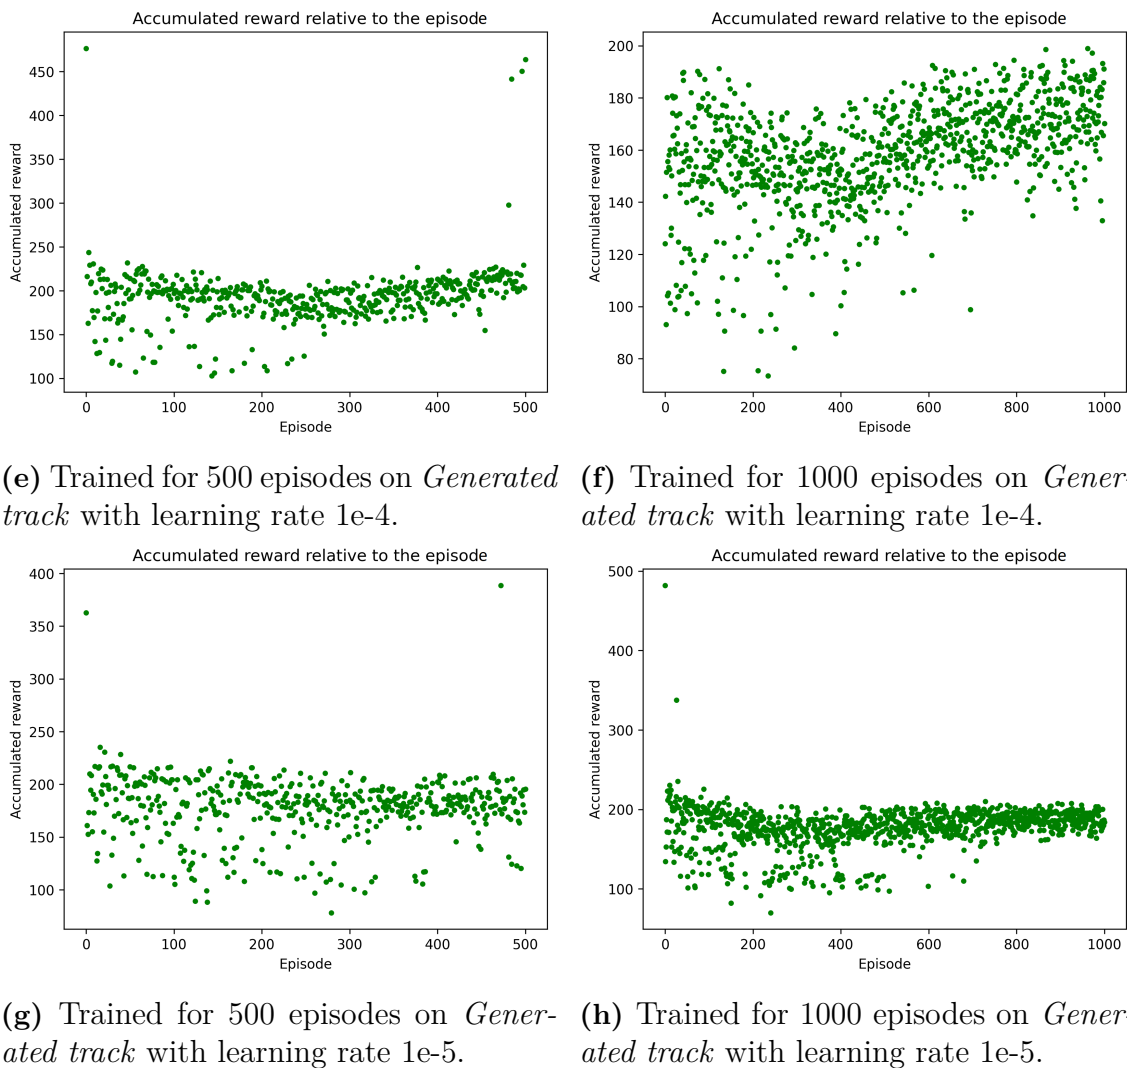 Accumulated reward relative to the episode
Accumulated reward
450
400
350
300
250
200
150
100
0 100 200 300 400 500
Episode
Accumulated reward relative to the episode
Accumulated reward
200
180
160
140
120
100
80
0 200 400 600 800 1000
Episode
(e) Trained for 500 episodes on Generated
track with learning rate 1e-4.
(f) Trained for 1000 episodes on Gener-
ated track with learning rate 1e-4.
Accumulated reward relative to the episode
Accumulated reward
400
350
300
250
200
150
100
0 100 200 300 400 500
Episode
Accumulated reward relative to the episode
Accumulated reward
500
400
300
200
100
0 200 400 600 800 1000
Episode
(g) Trained for 500 episodes on Gener-
ated track with learning rate 1e-5.
(h) Trained for 1000 episodes on Gener-
ated track with learning rate 1e-5.